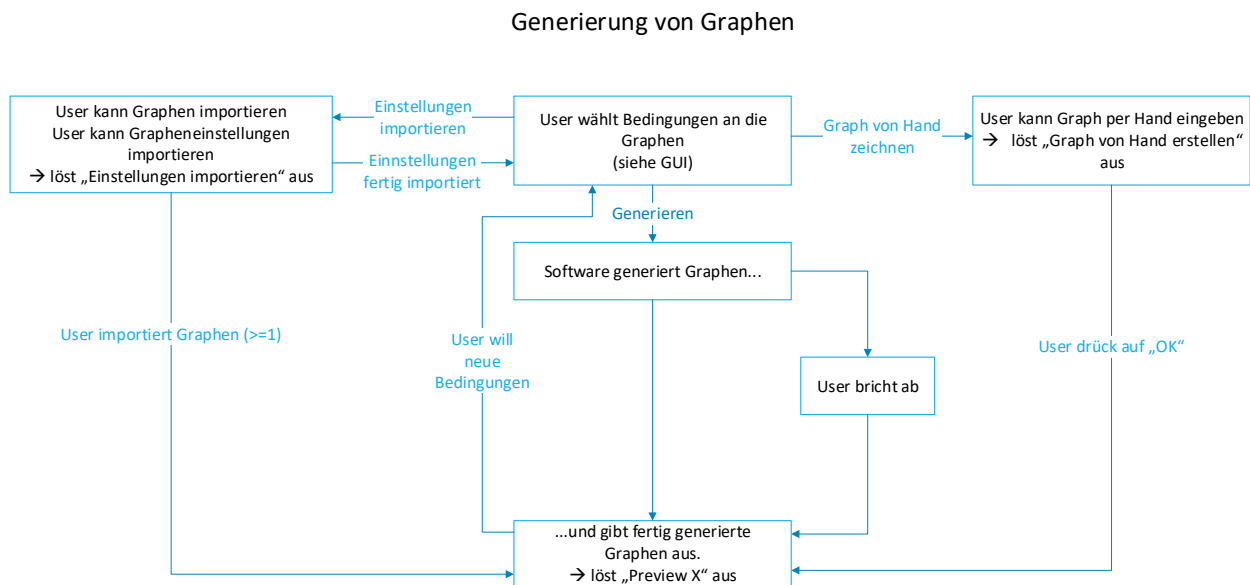 Generierung von Graphen
User kann Graphen importieren
User kann Grapheneinstellungen
importieren
→ löst „Einstellungen importieren“ aus
Einstellungen
importieren
Einnstellungen
fertig importiert
User wählt Bedingungen an die
Graphen
(siehe GUI)
Graph von Hand
zeichnen
User kann Graph per Hand eingeben
→ löst „Graph von Hand erstellen“
aus
Generieren
Software generiert Graphen...
User importiert Graphen (>=1)
User will
neue
Bedingungen
User drück auf „OK“
User bricht ab
...und gibt fertig generierte
Graphen aus.
→ löst „Preview X“ aus